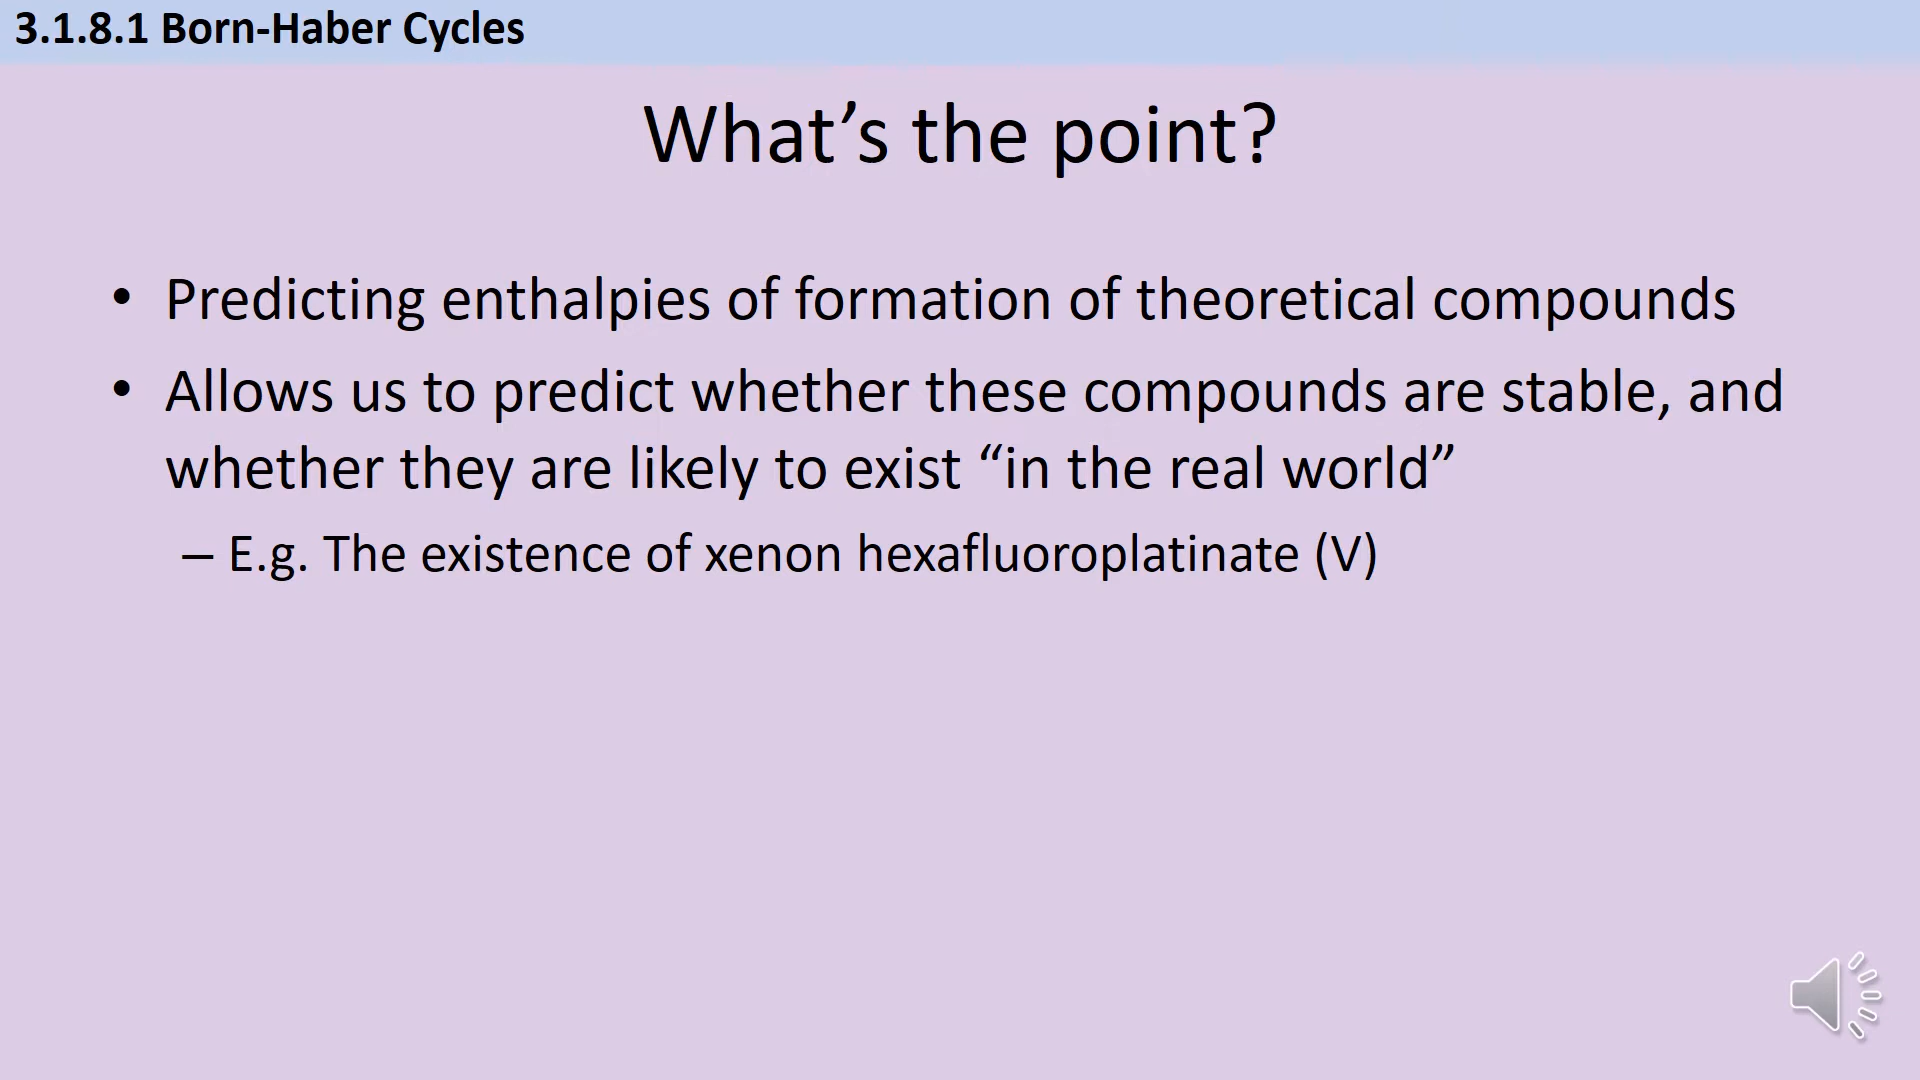 3.1.8.1 Born-Haber Cycles
What’s the point?
• Predicting enthalpies of formation of theoretical compounds
• Allows us to predict whether these compounds are stable, and
whether they are likely to exist “in the real world”
– E.g. The existence of xenon hexafluoroplatinate (V)